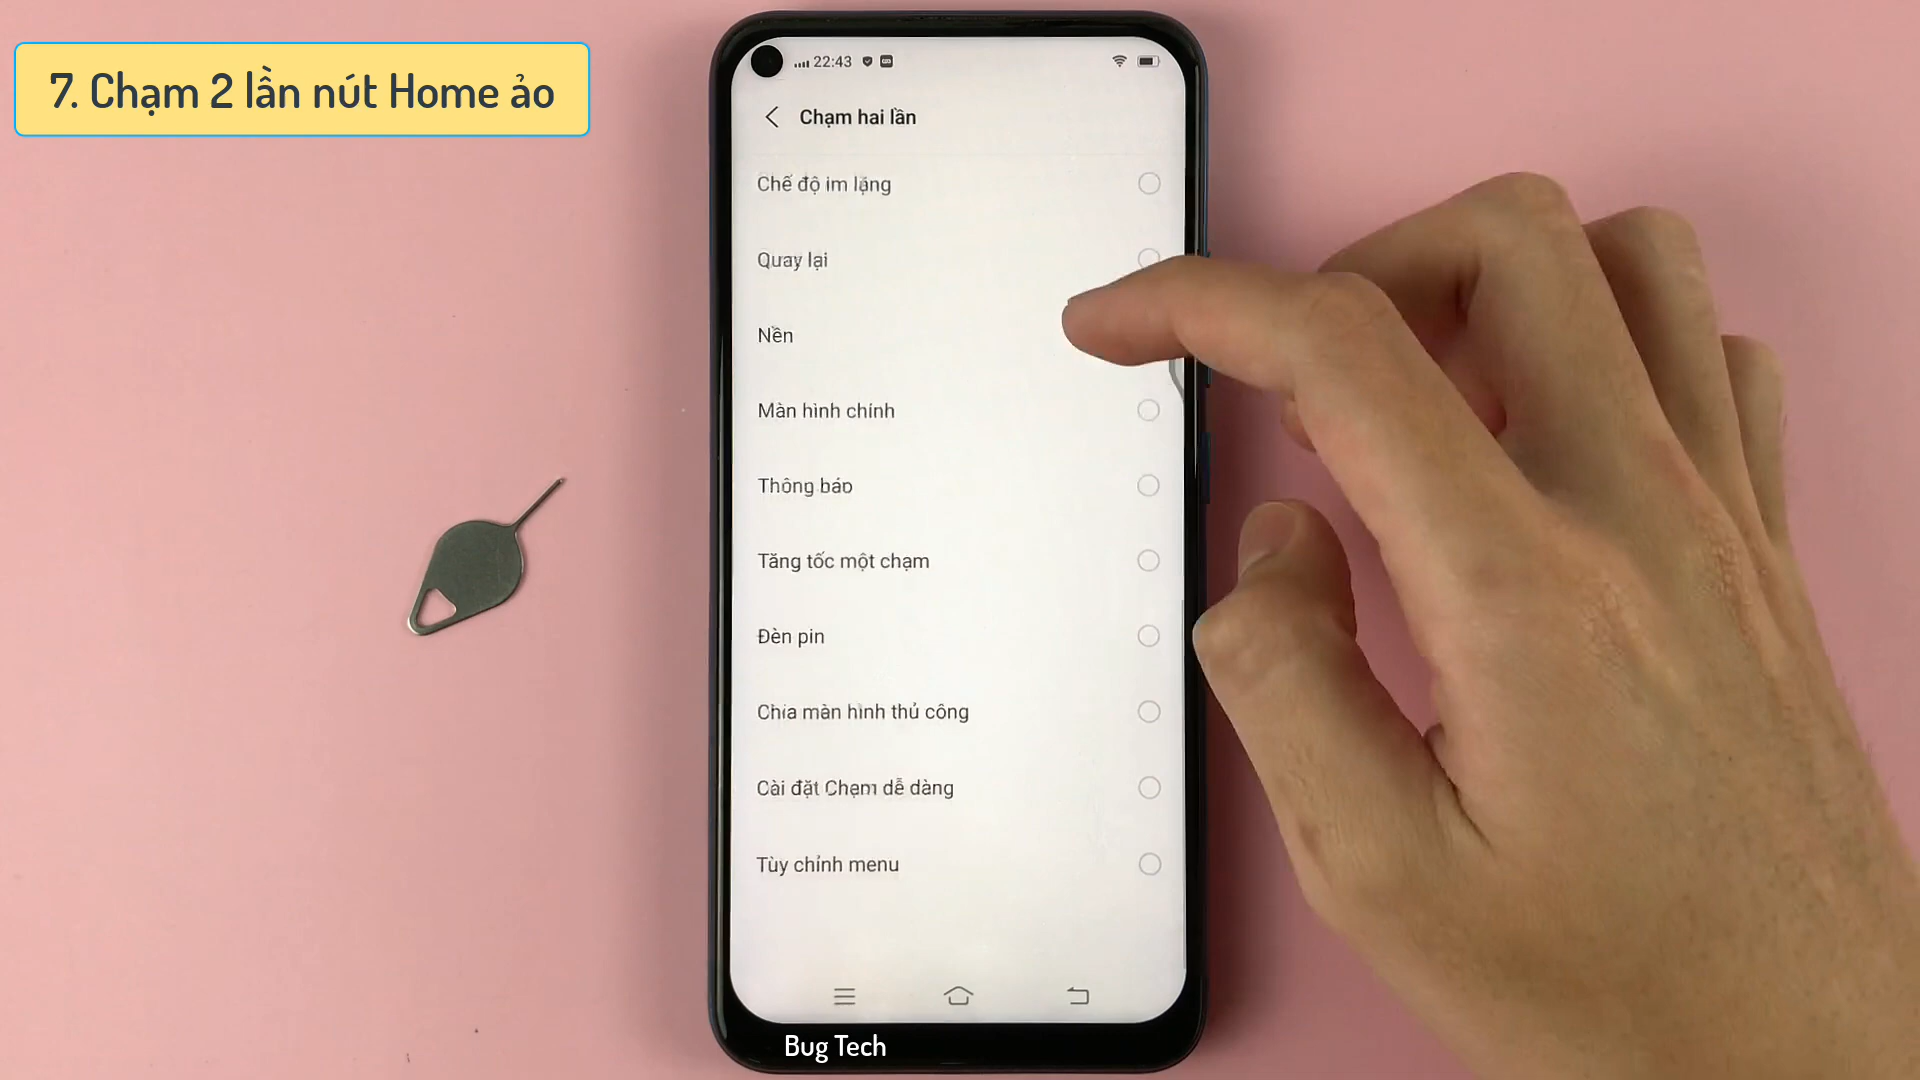 7. Chạm 2 lần nút Home ảo
22:43
Chạm hai lần
Chế độ im lặng
Quay lại
Nền
Màn hình chính
Thông báo
Tăng tốc một chạm
Đèn pin
Chia màn hình thủ công
Cài đặt Chạm dễ dàng
Tùy chỉnh menu
Bug Tech